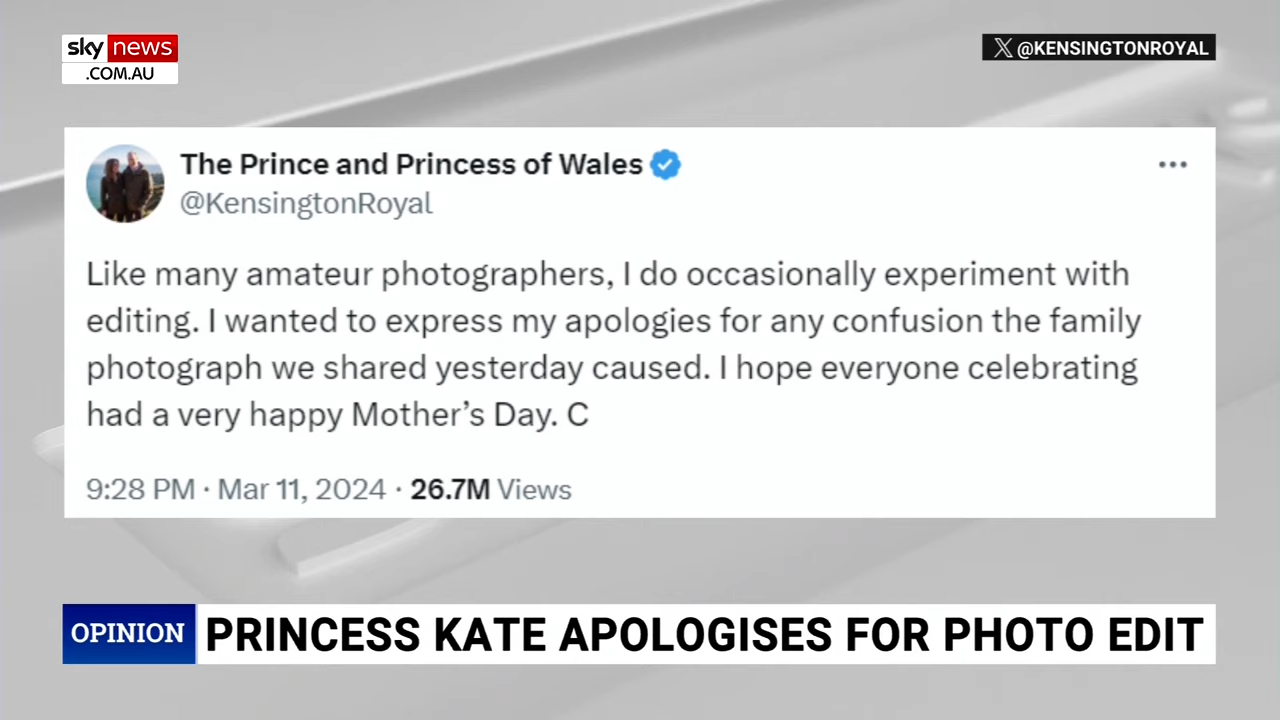 sky news
.COM.AU
X @KENSINGTONROYAL
The Prince and Princess of Wales
@KensingtonRoyal
Like many amateur photographers, I do occasionally experiment with
editing. I wanted to express my apologies for any confusion the family
photograph we shared yesterday caused. I hope everyone celebrating
had a very happy Mother’s Day. C
9:28 PM · Mar 11, 2024 · 26.7M Views
OPINION PRINCESS KATE APOLOGISES FOR PHOTO EDIT